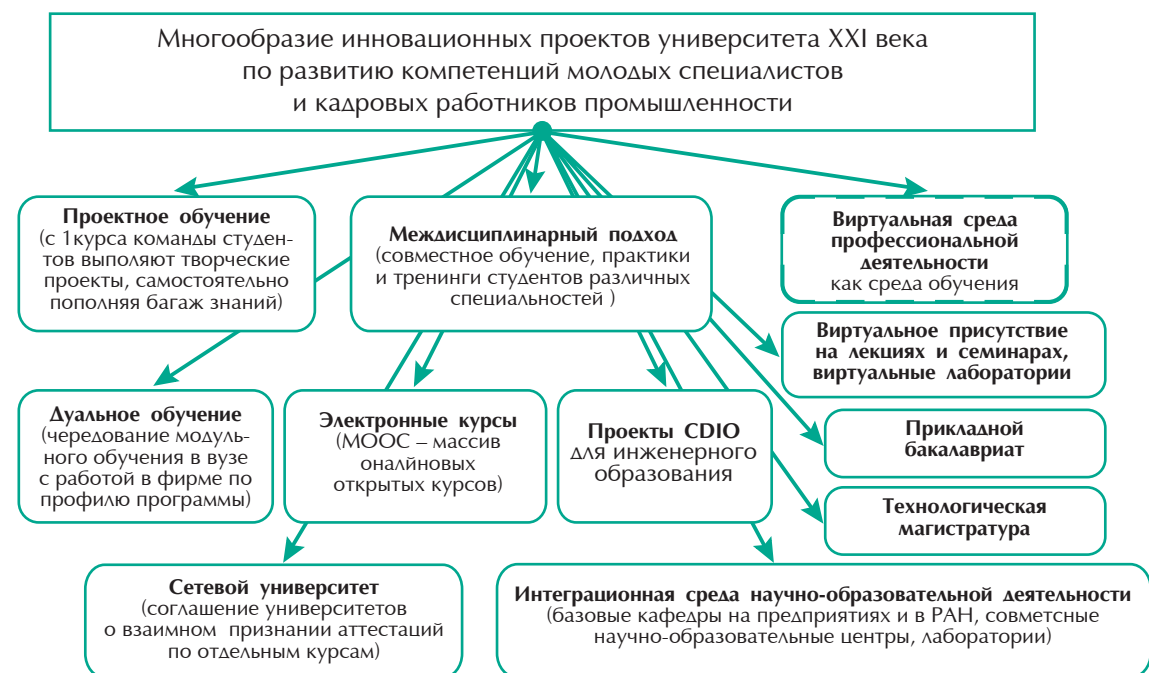 Многообразие инновационных проектов университета XXI века
по развитию компетенций молодых специалистов
и кадровых работников промышленности
Проектное обучение
(с 1курса команды студен-
тов выполяют творческие
проекты, самостоятельно
пополняя багаж знаний)
Междисциплинарный подход
(совместное обучение, практики
и тренинги студентов различных
специальностей )
Виртуальная среда
профессиональной
деятельности
как среда обучения
Виртуальное присутствие
на лекциях и семинарах,
виртуальные лаборатории
Дуальное обучение
(чередование модуль-
ного обучения в вузе
с работой в фирме по
профилю программы)
Электронные курсы
(МООС – массив
оналйновых
открытых курсов)
Проекты CDIO
для инженерного
образования
Прикладной
бакалавриат
Технологическая
магистратура
Сетевой университет
(соглашение университетов
о взаимном признании аттестаций
по отдельным курсам)
Интеграционная среда научно-образовательной деятельности
(базовые кафедры на предприятиях и в РАН, совметсные
научно-образовательные центры, лаборатории)